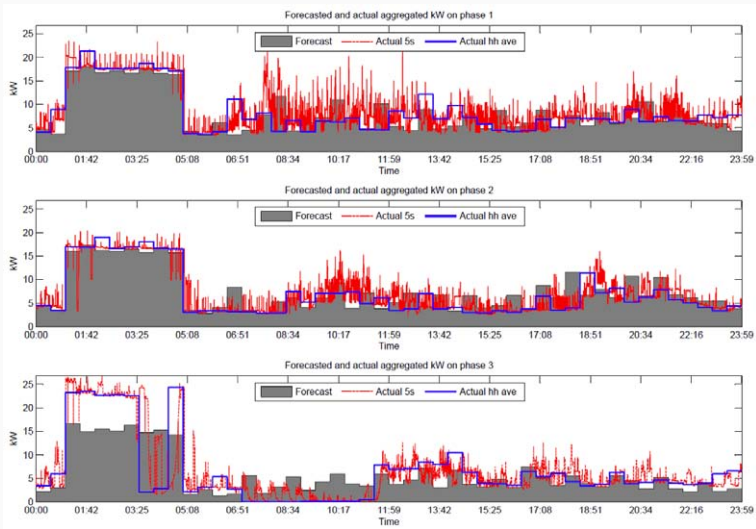 Forecasted and actual aggregated kW on phase 1
Forecast Actual 5s Actual hh ave
kW
25
20
15
10
5
0
00:00 01:42 03:25 05:08 06:51 08:34 10:17 11:59 13:42 15:25 17:08 18:51 20:34 22:16 23:59
Time
Forecasted and actual aggregated kW on phase 2
Forecast Actual 5s Actual hh ave
kW
25
20
15
10
5
0
00:00 01:42 03:25 05:08 06:51 08:34 10:17 11:59 13:42 15:25 17:08 18:51 20:34 22:16 23:59
Time
Forecasted and actual aggregated kW on phase 3
Forecast Actual 5s Actual hh ave
kW
25
20
15
10
5
0
00:00 01:42 03:25 05:08 06:51 08:34 10:17 11:59 13:42 15:25 17:08 18:51 20:34 22:16 23:59
Time